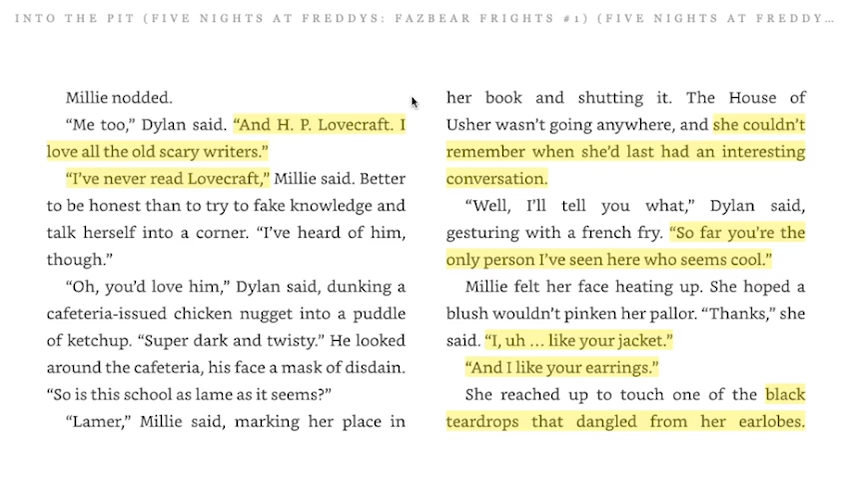 INTO THE PIT (FIVE NIGHTS AT FREDDYS: FAZBEAR FRIGHTS #1) (FIVE NIGHTS AT FREDDY…
Millie nodded.
“Me too,” Dylan said. “And H. P. Lovecraft. I
love all the old scary writers.”
“I’ve never read Lovecraft,” Millie said. Better
to be honest than to try to fake knowledge and
talk herself into a corner. “I’ve heard of him,
though.”
“Oh, you’d love him,” Dylan said, dunking a
cafeteria-issued chicken nugget into a puddle
of ketchup. “Super dark and twisty.” He looked
around the cafeteria, his face a mask of disdain.
“So is this school as lame as it seems?”
“Lamer,” Millie said, marking her place in
her book and shutting it. The House of
Usher wasn’t going anywhere, and she couldn’t
remember when she’d last had an interesting
conversation.
“Well, I’ll tell you what,” Dylan said,
gesturing with a french fry. “So far you’re the
only person I’ve seen here who seems cool.”
Millie felt her face heating up. She hoped a
blush wouldn’t pinken her pallor. “Thanks,” she
said. “I, uh … like your jacket.”
“And I like your earrings.”
She reached up to touch one of the black
teardrops that dangled from her earlobes.